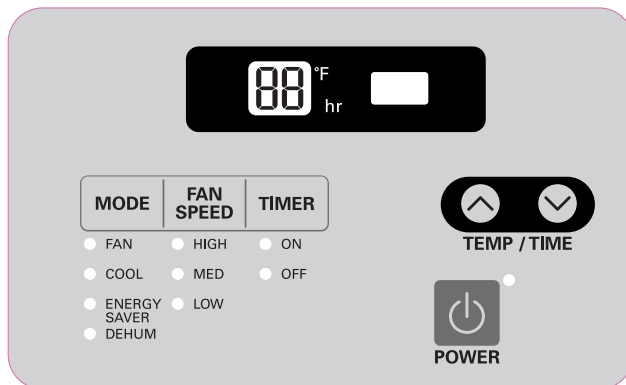 88 °F
hr
MODE FAN SPEED TIMER
FAN HIGH ON
COOL MED OFF
ENERGY SAVER LOW
DEHUM
TEMP / TIME
POWER